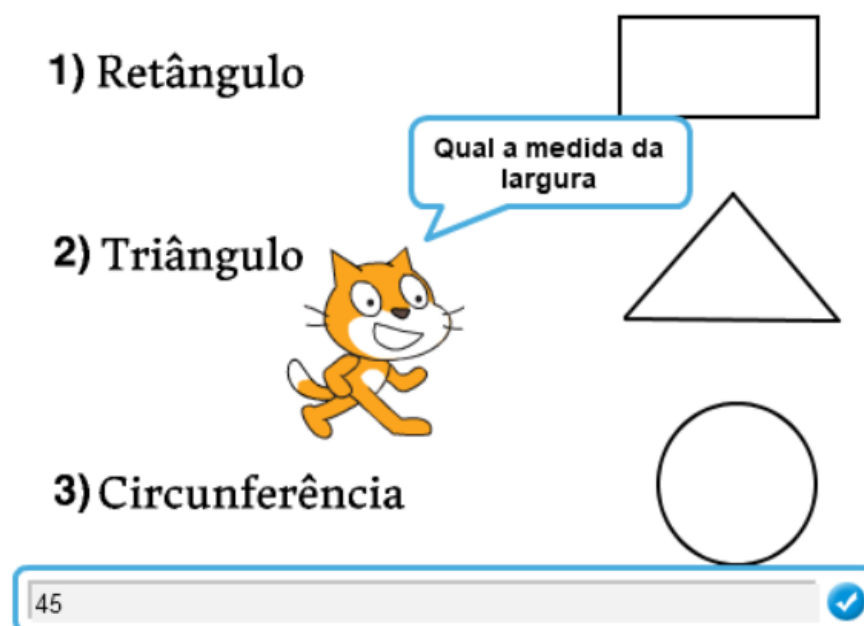 1) Retângulo
Qual a medida da
largura
2) Triângulo
3) Circunferência
45